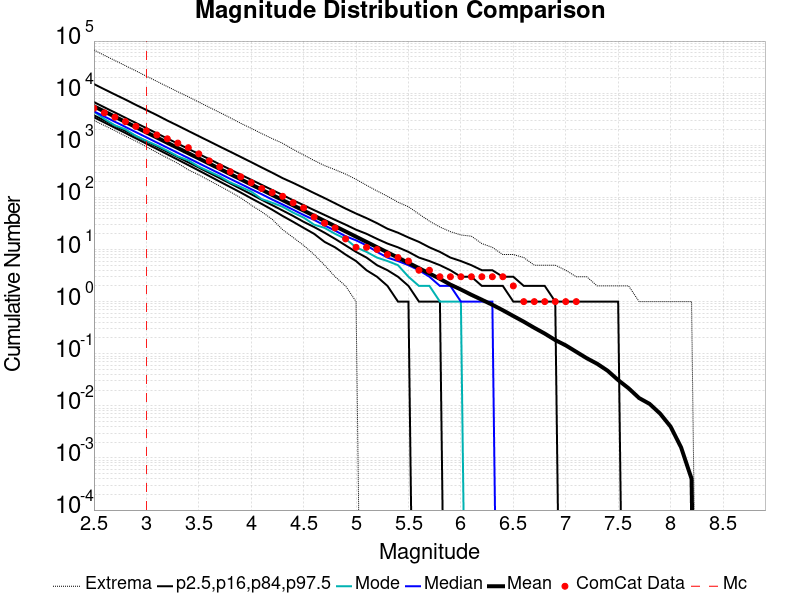 Magnitude Distribution Comparison
10^5
10^4
10^3
10^2
10^1
10^0
10^-1
10^-2
10^-3
10^-4
Cumulative Number
2.5 3 3.5 4 4.5 5 5.5 6 6.5 7 7.5 8 8.5
Magnitude
Extrema p2.5,p16,p84,p97.5 Mode Median Mean ComCat Data Mc